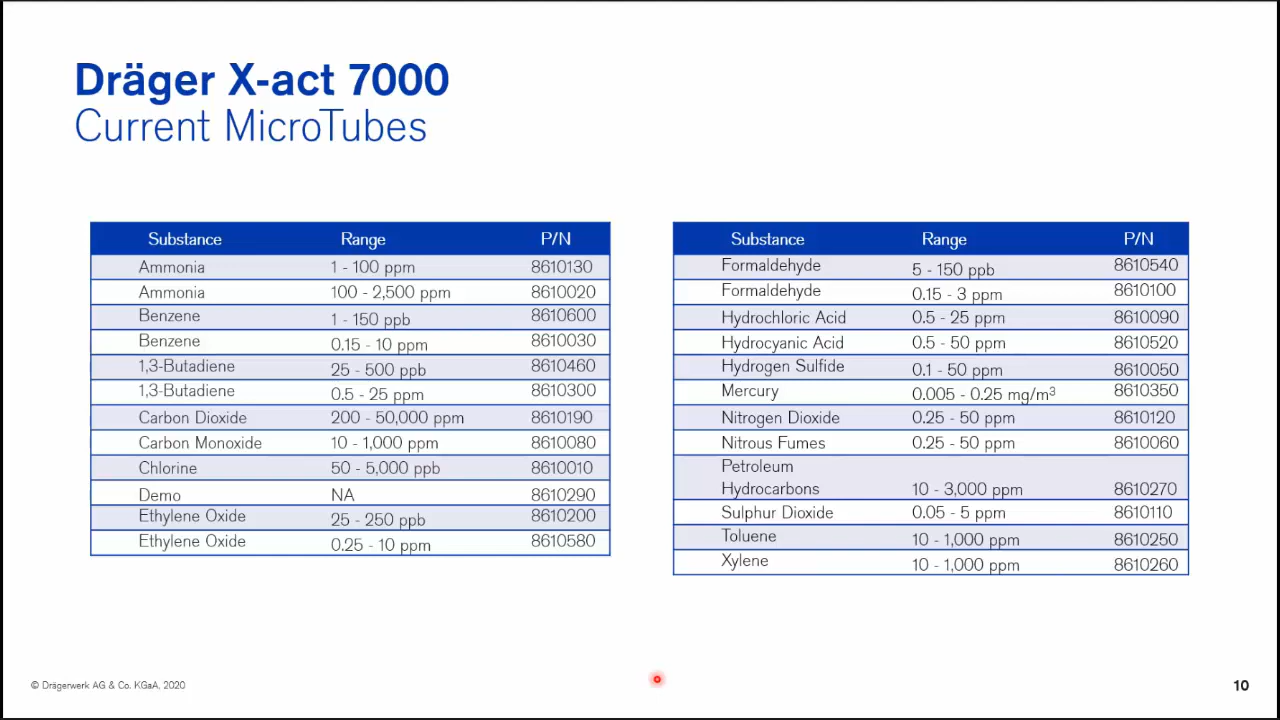 Dräger X-act 7000
Current MicroTubes
Substance Range P/N
Ammonia 1 - 100 ppm 8610130
Ammonia 100 - 2,500 ppm 8610020
Benzene 1 - 150 ppb 8610600
Benzene 0.15 - 10 ppm 8610030
1,3-Butadiene 25 - 500 ppb 8610460
1,3-Butadiene 0.5 - 25 ppm 8610300
Carbon Dioxide 200 - 50,000 ppm 8610190
Carbon Monoxide 10 - 1,000 ppm 8610080
Chlorine 50 - 5,000 ppb 8610010
Demo NA 8610290
Ethylene Oxide 25 - 250 ppb 8610200
Ethylene Oxide 0.25 - 10 ppm 8610580
Substance Range P/N
Formaldehyde 5 - 150 ppb 8610540
Formaldehyde 0.15 - 3 ppm 8610100
Hydrochloric Acid 0.5 - 25 ppm 8610090
Hydrocyanic Acid 0.5 - 50 ppm 8610520
Hydrogen Sulfide 0.1 - 50 ppm 8610050
Mercury 0.005 - 0.25 mg/m³ 8610350
Nitrogen Dioxide 0.25 - 50 ppm 8610120
Nitrous Fumes 0.25 - 50 ppm 8610060
Petroleum
Hydrocarbons 10 - 3,000 ppm 8610270
Sulphur Dioxide 0.05 - 5 ppm 8610110
Toluene 10 - 1,000 ppm 8610250
Xylene 10 - 1,000 ppm 8610260
© Drägerwerk AG & Co. KGaA, 2020
10